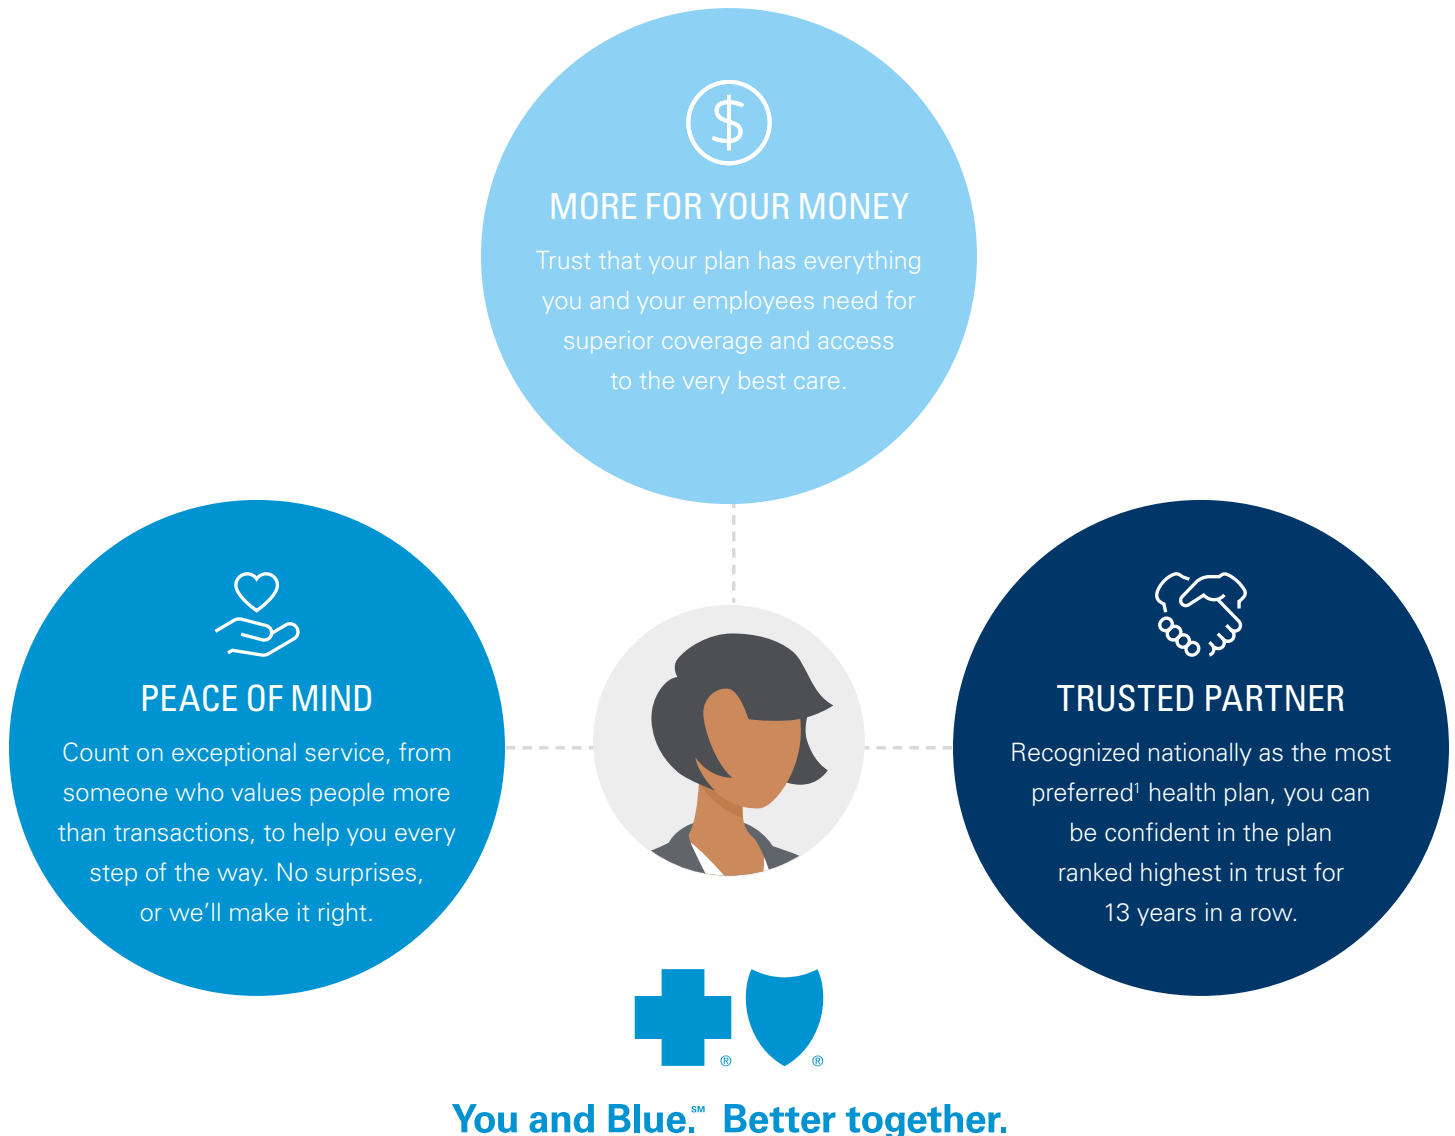 MORE FOR YOUR MONEY
Trust that your plan has everything
you and your employees need for
superior coverage and access
to the very best care.
PEACE OF MIND
Count on exceptional service, from
someone who values people more
than transactions, to help you every
step of the way. No surprises,
or we’ll make it right.
TRUSTED PARTNER
Recognized nationally as the most
preferred¹ health plan, you can
be confident in the plan
ranked highest in trust for
13 years in a row.
® ®
You and Blue.℠ Better together.